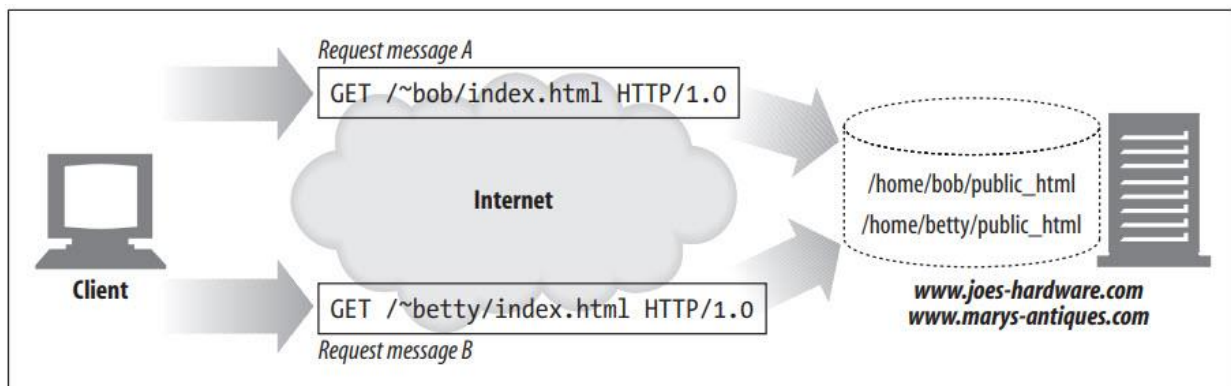 Request message A
GET /~bob/index.html HTTP/1.0
Internet
Client
/home/bob/public_html
/home/betty/public_html
www.joes-hardware.com
www.marys-antiques.com
GET /~betty/index.html HTTP/1.0
Request message B